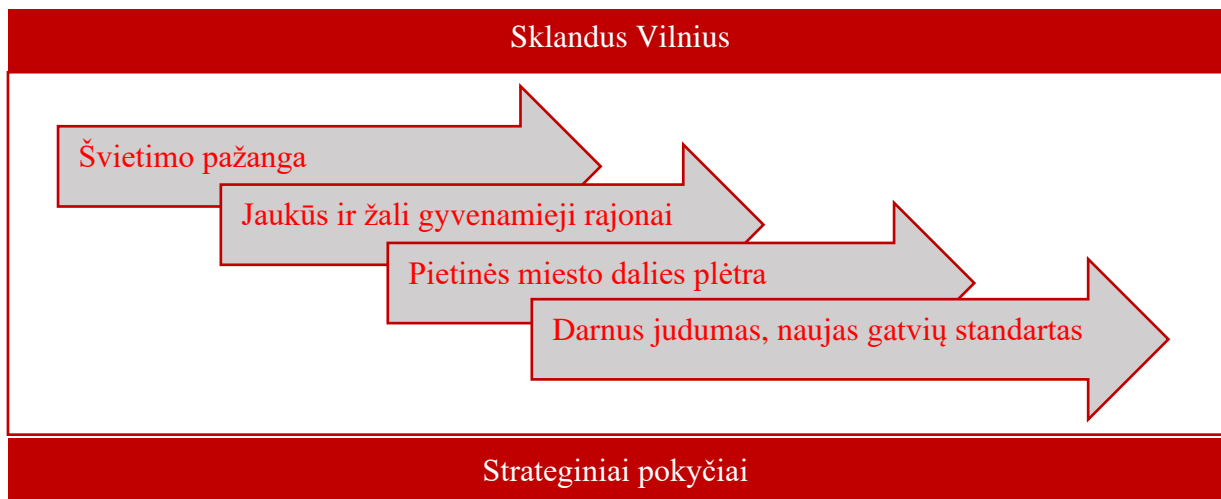 Sklandus Vilnius
Švietimo pažanga
Jaukūs ir žali gyvenamieji rajonai
Pietinės miesto dalies plėtra
Darnus judumas, naujas gatvių standartas
Strateginiai pokyčiai